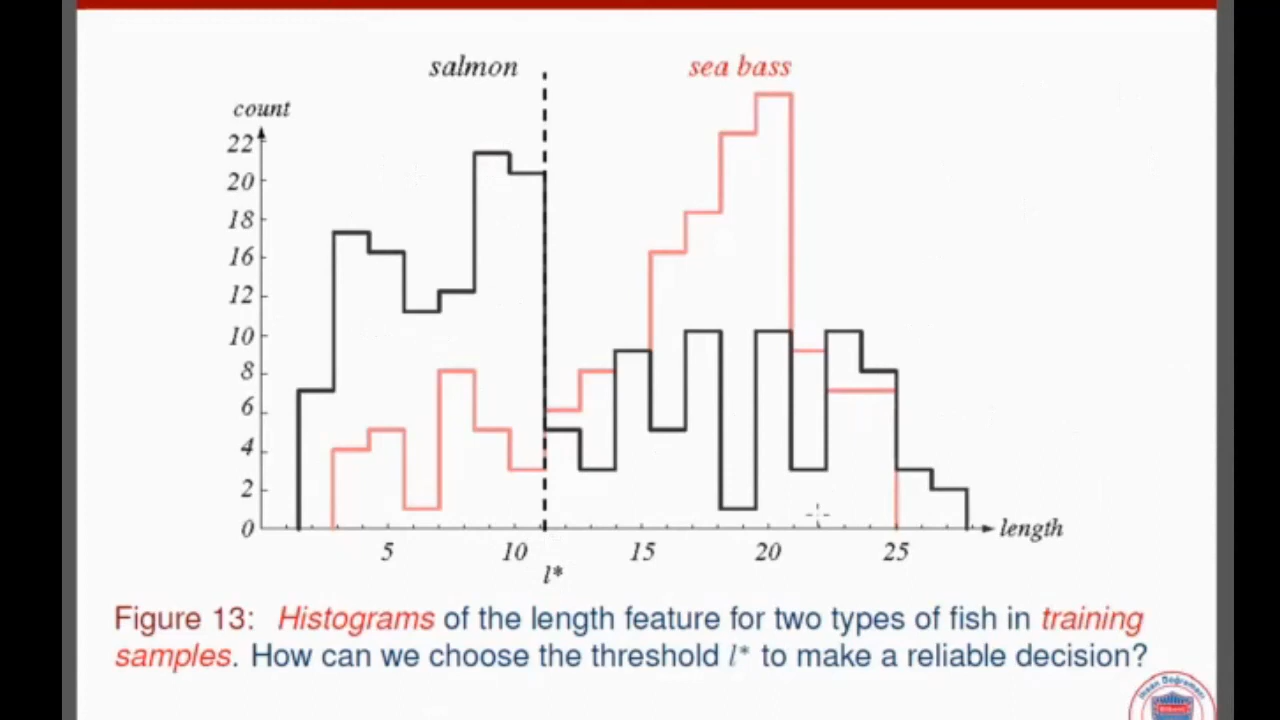 salmon
sea bass
count
22
20
18
16
12
10
8
6
4
2
0
5 10 15 20 25
length
l*
Figure 13: Histograms of the length feature for two types of fish in training
samples. How can we choose the threshold l* to make a reliable decision?
İhsan Doğramacı